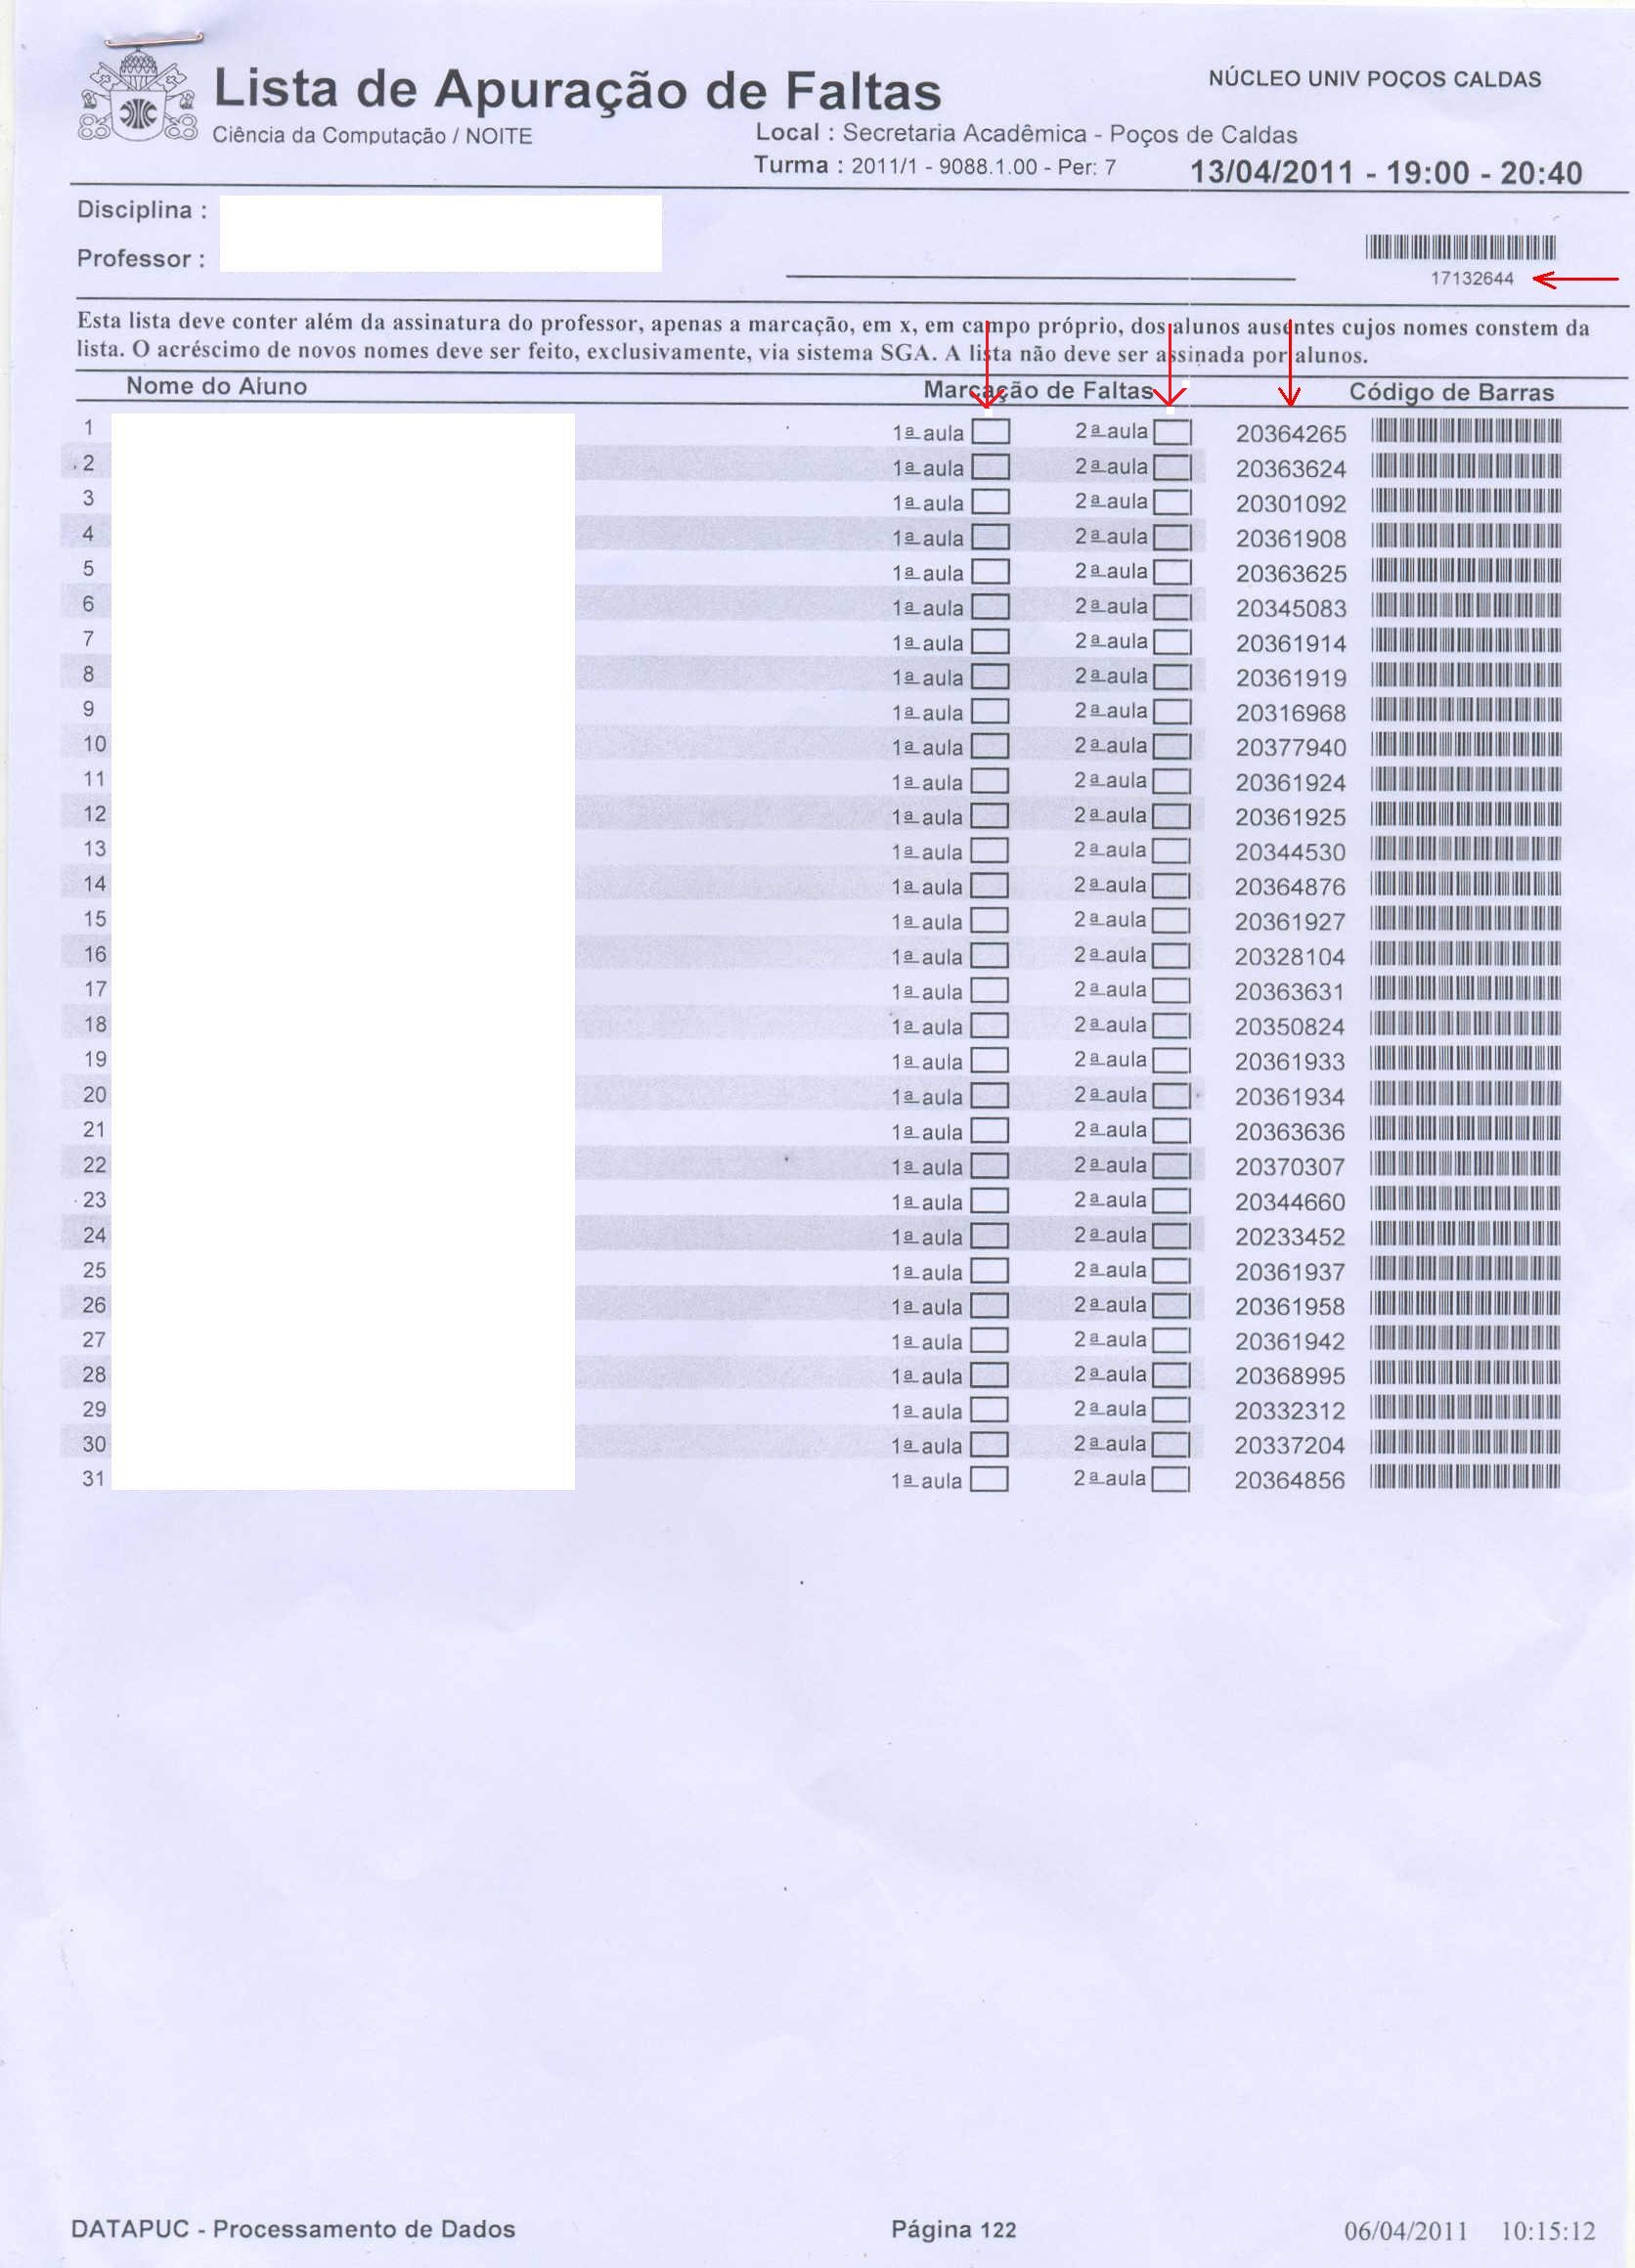 Lista de Apuração de Faltas
NÚCLEO UNIV POÇOS CALDAS
Ciência da Computação / NOITE
Local : Secretaria Acadêmica - Poços de Caldas
Turma : 2011/1 - 9088.1.00 - Per: 7
13/04/2011 - 19:00 - 20:40
Disciplina :
Professor :
17132644
Esta lista deve conter além da assinatura do professor, apenas a marcação, em x, em campo próprio, dos alunos ausentes cujos nomes constem da
lista. O acréscimo de novos nomes deve ser feito, exclusivamente, via sistema SGA. A lista não deve ser assinada por alunos.
Nome do Aluno Marcação de Faltas Código de Barras
1 1ª aula 2ª aula 20364265
2 1ª aula 2ª aula 20363624
3 1ª aula 2ª aula 20301092
4 1ª aula 2ª aula 20361908
5 1ª aula 2ª aula 20363625
6 1ª aula 2ª aula 20345083
7 1ª aula 2ª aula 20361914
8 1ª aula 2ª aula 20361919
9 1ª aula 2ª aula 20316968
10 1ª aula 2ª aula 20377940
11 1ª aula 2ª aula 20361924
12 1ª aula 2ª aula 20361925
13 1ª aula 2ª aula 20344530
14 1ª aula 2ª aula 20364876
15 1ª aula 2ª aula 20361927
16 1ª aula 2ª aula 20328104
17 1ª aula 2ª aula 20363631
18 1ª aula 2ª aula 20350824
19 1ª aula 2ª aula 20361933
20 1ª aula 2ª aula 20361934
21 1ª aula 2ª aula 20363636
22 1ª aula 2ª aula 20370307
23 1ª aula 2ª aula 20344660
24 1ª aula 2ª aula 20233452
25 1ª aula 2ª aula 20361937
26 1ª aula 2ª aula 20361958
27 1ª aula 2ª aula 20361942
28 1ª aula 2ª aula 20368995
29 1ª aula 2ª aula 20332312
30 1ª aula 2ª aula 20337204
31 1ª aula 2ª aula 20364856
DATAPUC - Processamento de Dados
Página 122
06/04/2011 10:15:12